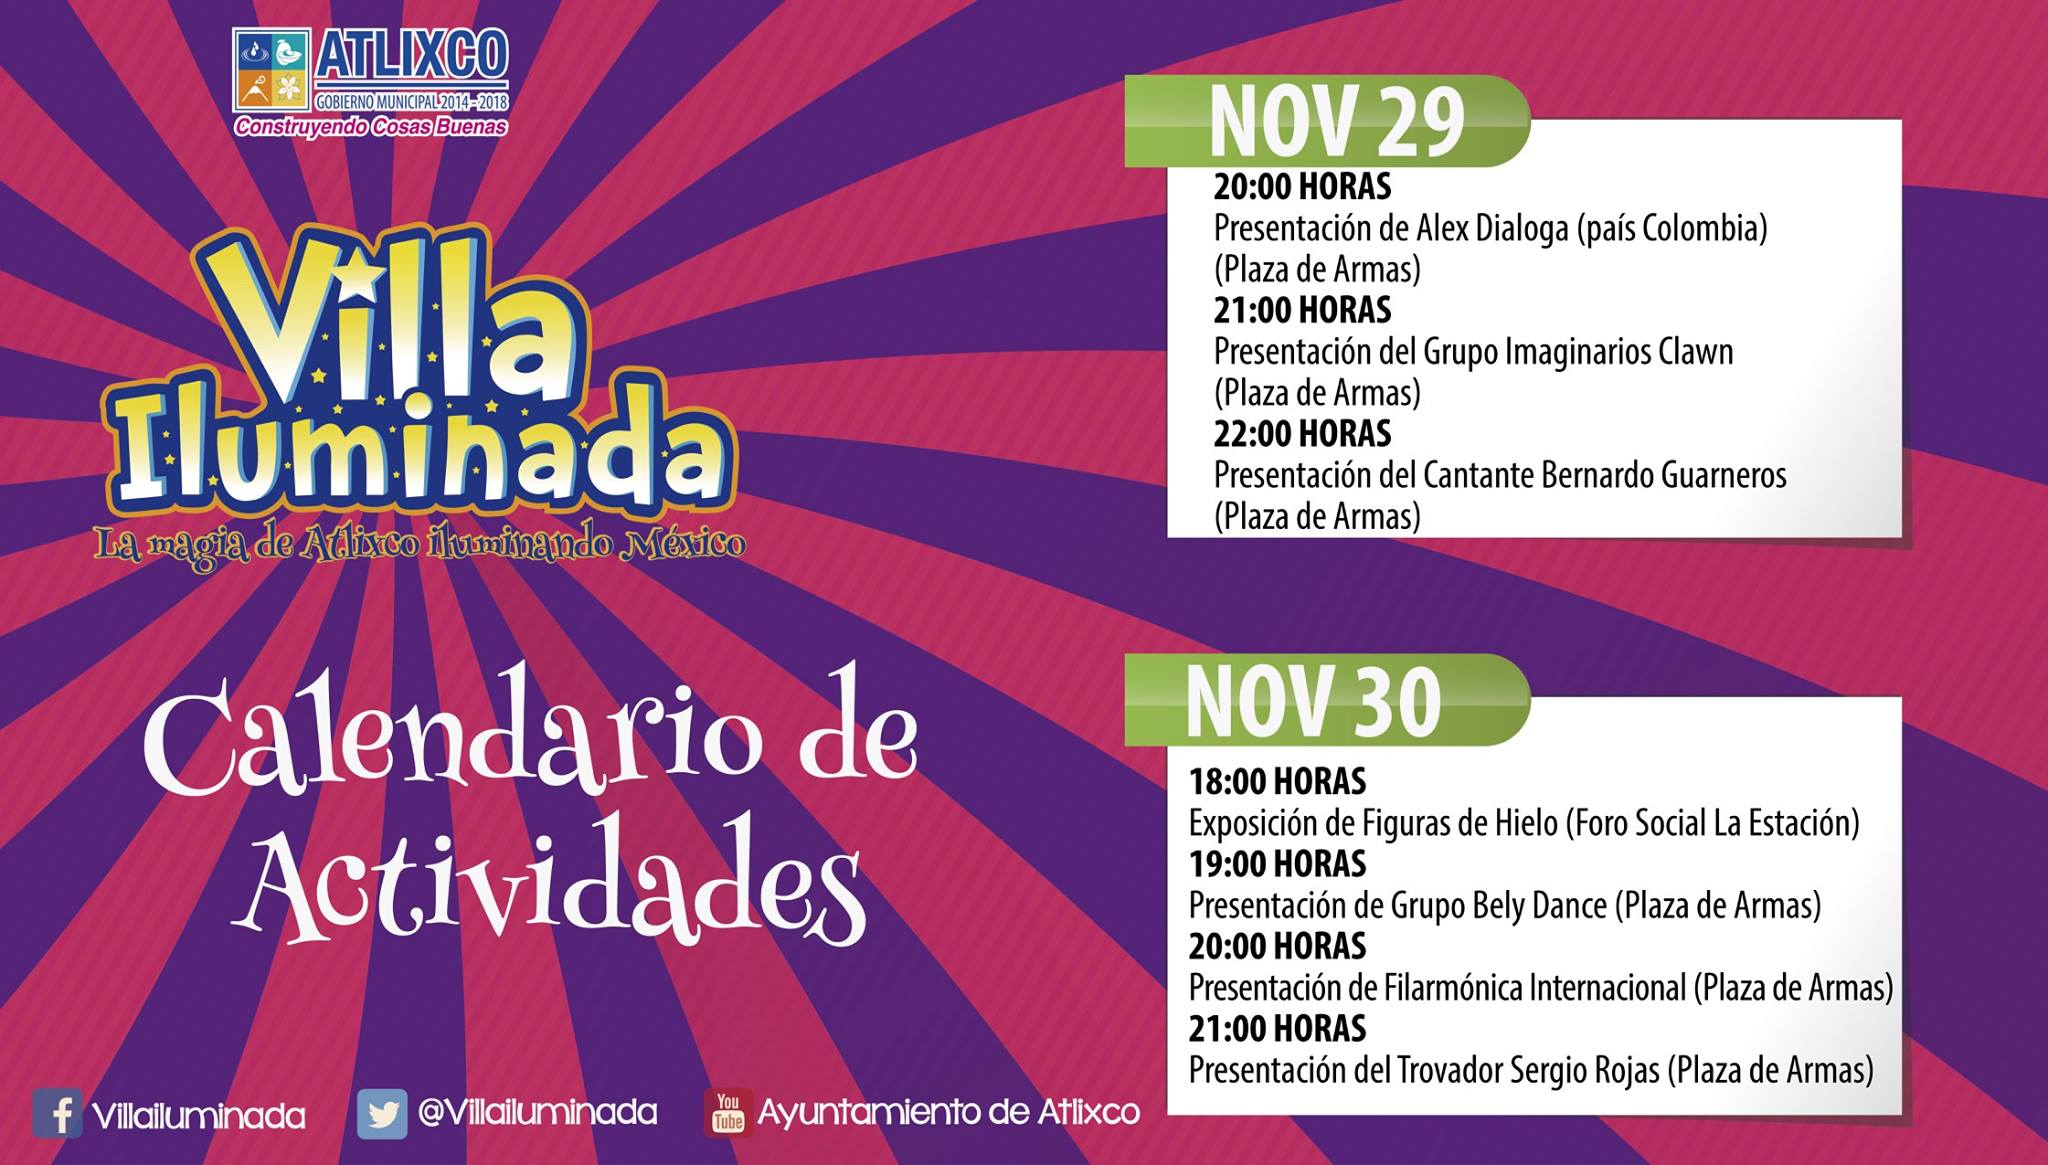 ATLIXCO
GOBIERNO MUNICIPAL 2014-2018
Construyendo Cosas Buenas
Villa
Iluminada
La magia de Atlixco iluminando México
Calendario de
Actividades
NOV 29
20:00 HORAS
Presentación de Alex Dialoga (país Colombia)
(Plaza de Armas)
21:00 HORAS
Presentación del Grupo Imaginarios Clawn
(Plaza de Armas)
22:00 HORAS
Presentación del Cantante Bernardo Guarneros
(Plaza de Armas)
NOV 30
18:00 HORAS
Exposición de Figuras de Hielo (Foro Social La Estación)
19:00 HORAS
Presentación de Grupo Bely Dance (Plaza de Armas)
20:00 HORAS
Presentación de Filarmónica Internacional (Plaza de Armas)
21:00 HORAS
Presentación del Trovador Sergio Rojas (Plaza de Armas)
f Villailuminada
@Villailuminada
You
Tube
Ayuntamiento de Atlixco